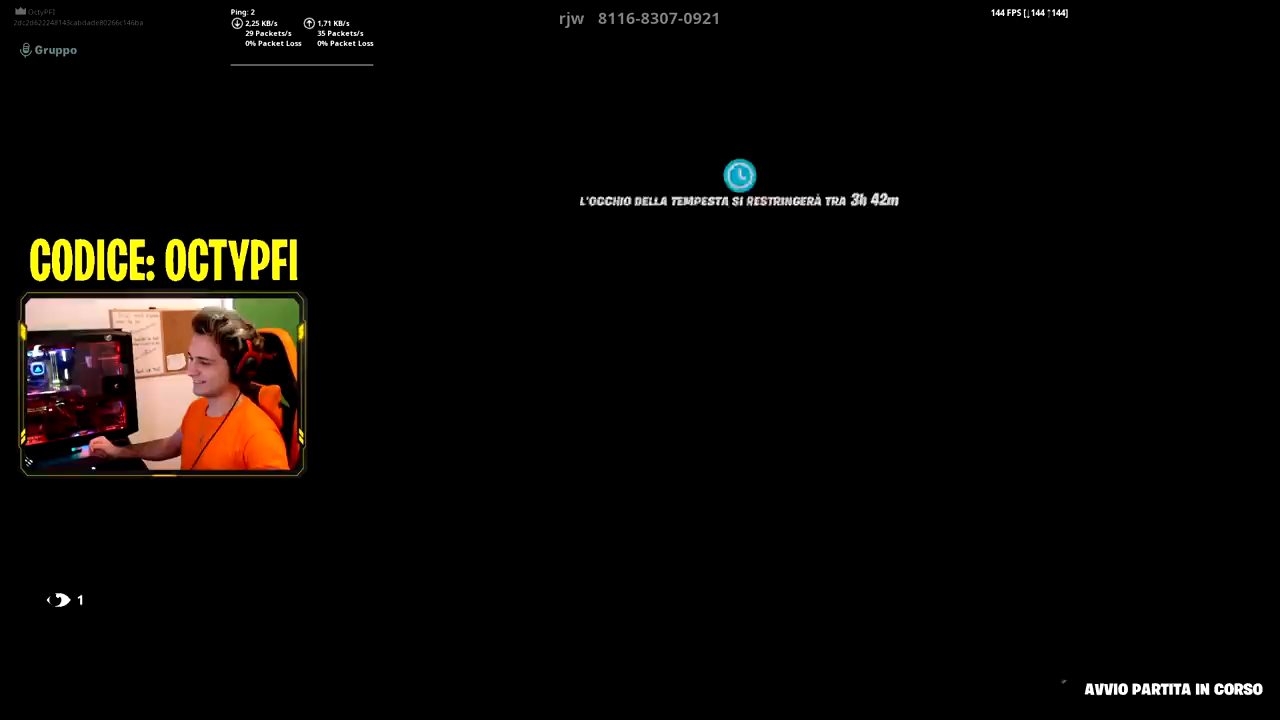 OctyPFI
Gruppo
Ping: 2
2,25 KB/s 1,71 KB/s
29 Packets/s 35 Packets/s
0% Packet Loss 0% Packet Loss
rjw 8116-8307-0921
144 FPS [↓144 ↑144]
L'OCCHIO DELLA TEMPESTA SI RESTRINGERÀ TRA 3h 42m
CODICE: OCTYPFI
1
AVVIO PARTITA IN CORSO